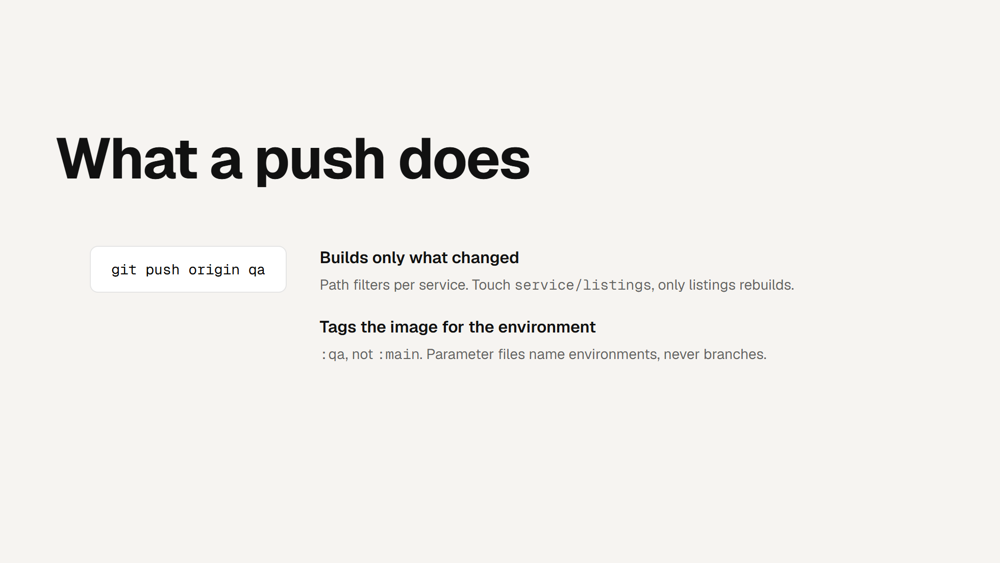 What a push does
git push origin qa
Builds only what changed
Path filters per service. Touch service/listings, only listings rebuilds.
Tags the image for the environment
:qa, not :main. Parameter files name environments, never branches.